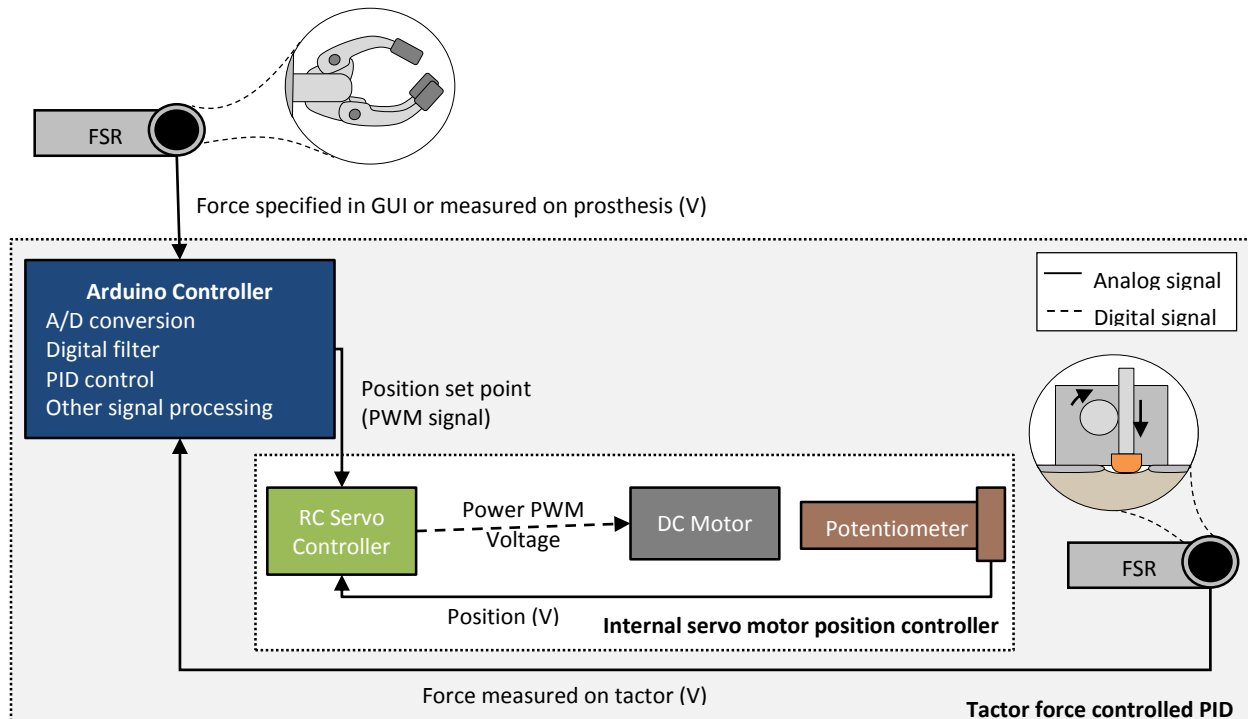 FSR
Force specified in GUI or measured on prosthesis (V)
Arduino Controller
A/D conversion
Digital filter
PID control
Other signal processing
Analog signal
Digital signal
Position set point
(PWM signal)
RC Servo
Controller
Power PWM
Voltage
DC Motor
Potentiometer
FSR
Position (V)
Internal servo motor position controller
Force measured on tactor (V)
Tactor force controlled PID